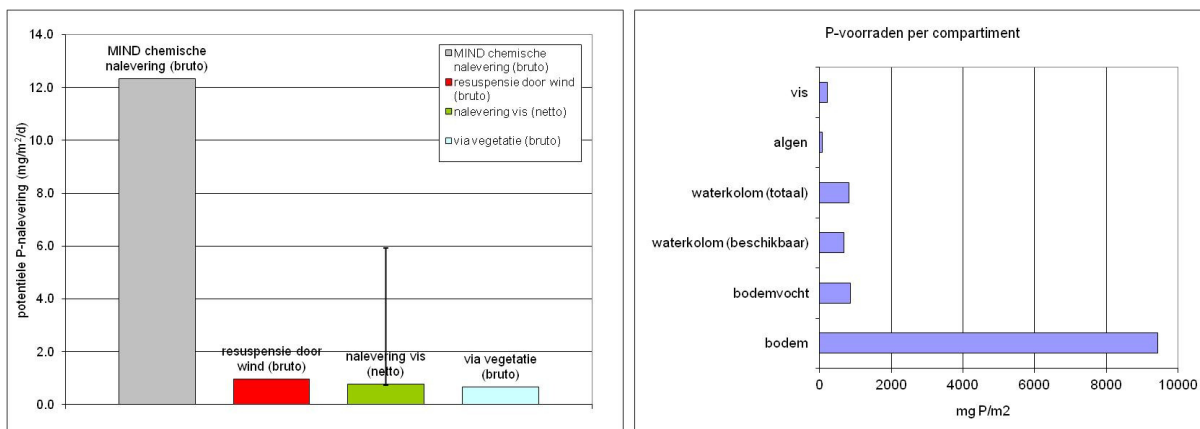 potentiele P-nalevering (mg/m²/d)
14.0
12.0
10.0
8.0
6.0
4.0
2.0
0.0
MIND chemische
nalevering (bruto)
resuspensie door
wind (bruto)
nalevering vis
(netto)
via vegetatie
(bruto)
MIND chemische
nalevering (bruto)
resuspensie door wind
(bruto)
nalevering vis (netto)
via vegetatie (bruto)
P-voorraden per compartiment
vis
algen
waterkolom (totaal)
waterkolom (beschikbaar)
bodemvocht
bodem
0 2000 4000 6000 8000 10000
mg P/m2